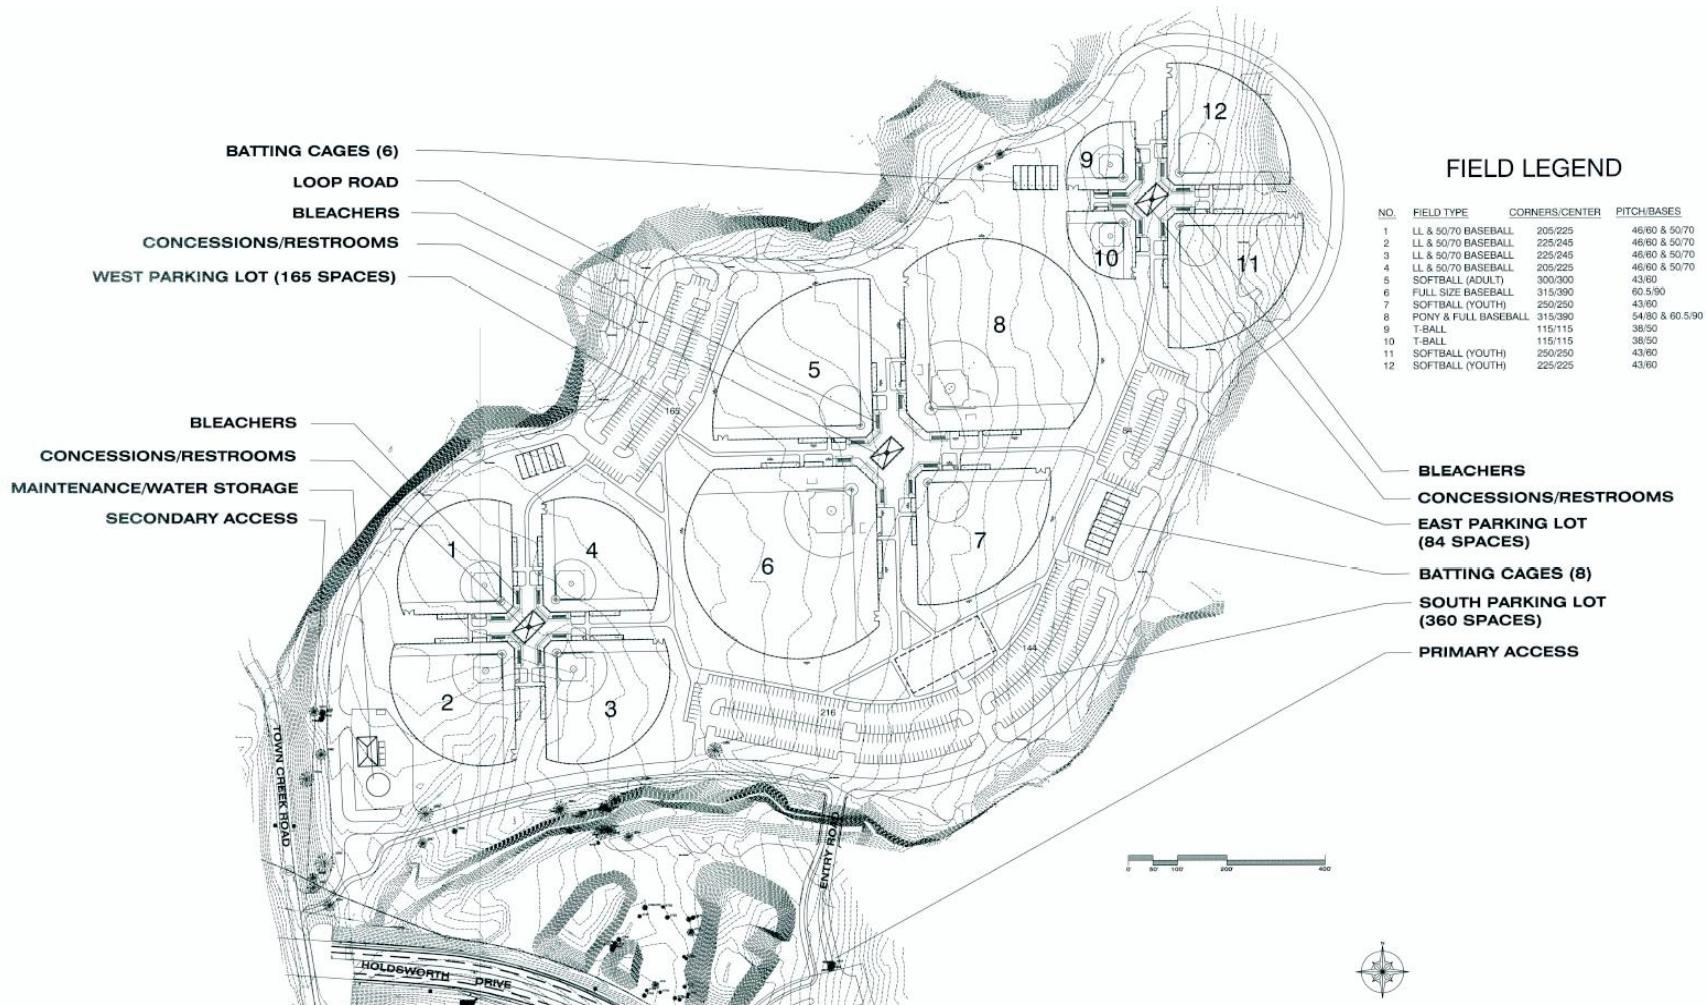 BATTING CAGES (6)
LOOP ROAD
BLEACHERS
CONCESSIONS/RESTROOMS
WEST PARKING LOT (165 SPACES)
BLEACHERS
CONCESSIONS/RESTROOMS
MAINTENANCE/WATER STORAGE
SECONDARY ACCESS
12
9
10
11
8
5
165
84
1
4
6
7
2
3
144
216
TOWN CREEK ROAD
ENTRY ROAD
HOLDSWORTH DRIVE
FIELD LEGEND
NO. FIELD TYPE CORNERS/CENTER PITCH/BASES
1 LL & 50/70 BASEBALL 205/225 46/60 & 50/70
2 LL & 50/70 BASEBALL 225/245 46/60 & 50/70
3 LL & 50/70 BASEBALL 225/245 46/60 & 50/70
4 LL & 50/70 BASEBALL 205/225 46/60 & 50/70
5 SOFTBALL (ADULT) 300/300 43/60
6 FULL SIZE BASEBALL 315/390 60.5/90
7 SOFTBALL (YOUTH) 250/250 43/60
8 PONY & FULL BASEBALL 315/390 54/80 & 60.5/90
9 T-BALL 115/115 38/50
10 T-BALL 115/115 38/50
11 SOFTBALL (YOUTH) 250/250 43/60
12 SOFTBALL (YOUTH) 225/225 43/60
BLEACHERS
CONCESSIONS/RESTROOMS
EAST PARKING LOT
(84 SPACES)
BATTING CAGES (8)
SOUTH PARKING LOT
(360 SPACES)
PRIMARY ACCESS
0' 50' 100' 200' 400'